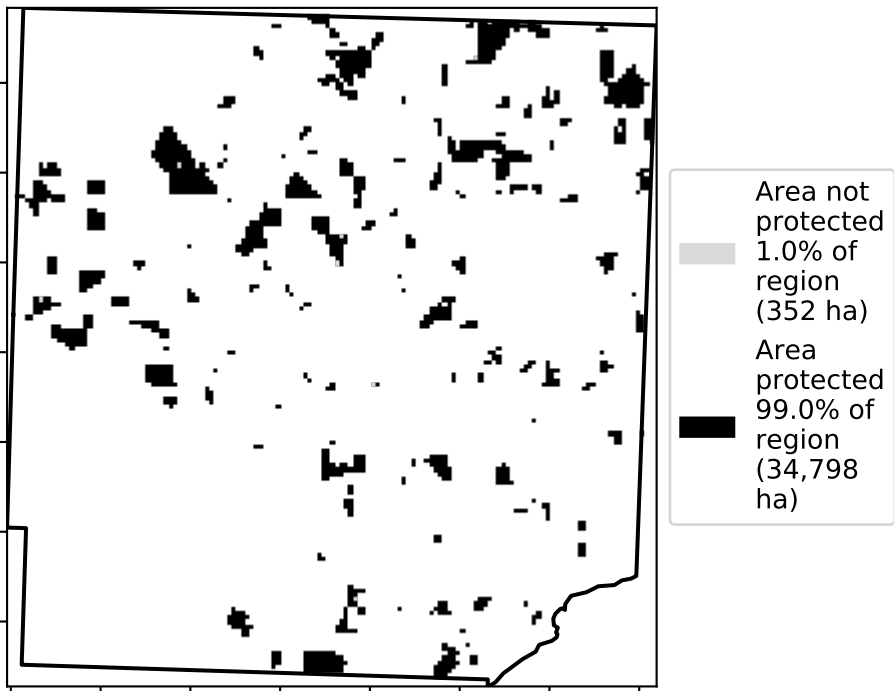 Area not
protected
1.0% of
region
(352 ha)
Area
protected
99.0% of
region
(34,798
ha)